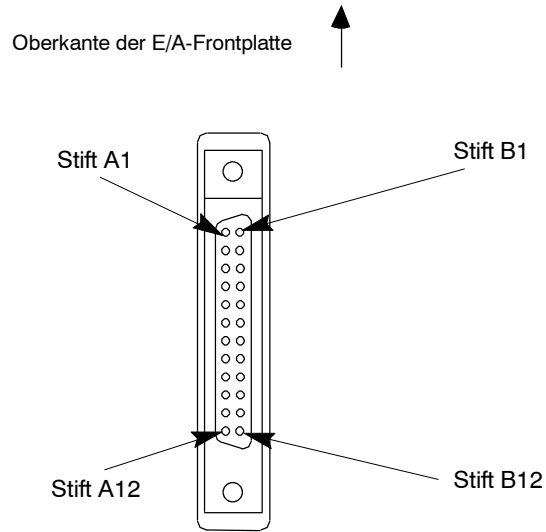 Oberkante der E/A-Frontplatte
Stift A1
Stift B1
Stift A12
Stift B12